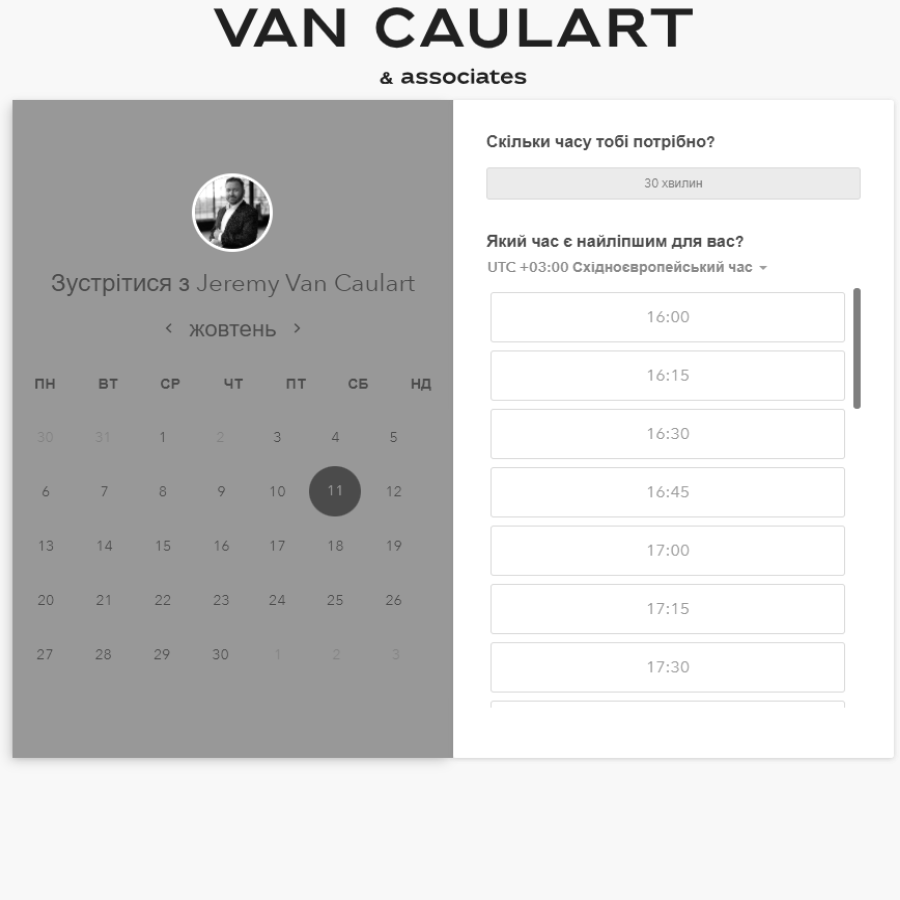 VAN CAULART
& associates
Зустрітися з Jeremy Van Caulart
жовтень
ПН ВТ СР ЧТ ПТ СБ НД
30 31 1 2 3 4 5
6 7 8 9 10 11 12
13 14 15 16 17 18 19
20 21 22 23 24 25 26
27 28 29 30 1 2 3
Скільки часу тобі потрібно?
30 хвилин
Який час є найліпшим для вас?
UTC +03:00 Східноєвропейський час
16:00
16:15
16:30
16:45
17:00
17:15
17:30